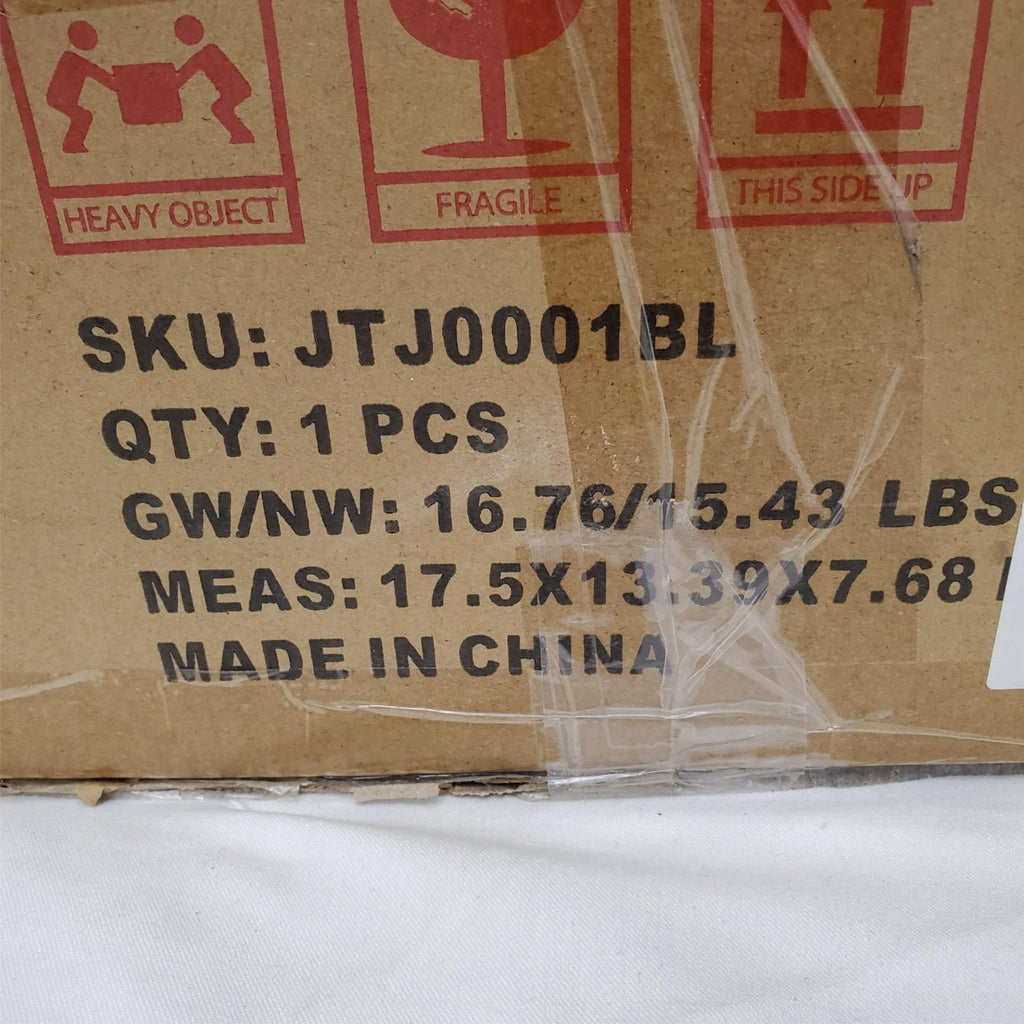 HEAVY OBJECT
FRAGILE
THIS SIDE UP
SKU: JTJ0001BL
QTY: 1 PCS
GW/NW: 16.76/15.43 LBS
MEAS: 17.5X13.39X7.68
MADE IN CHINA